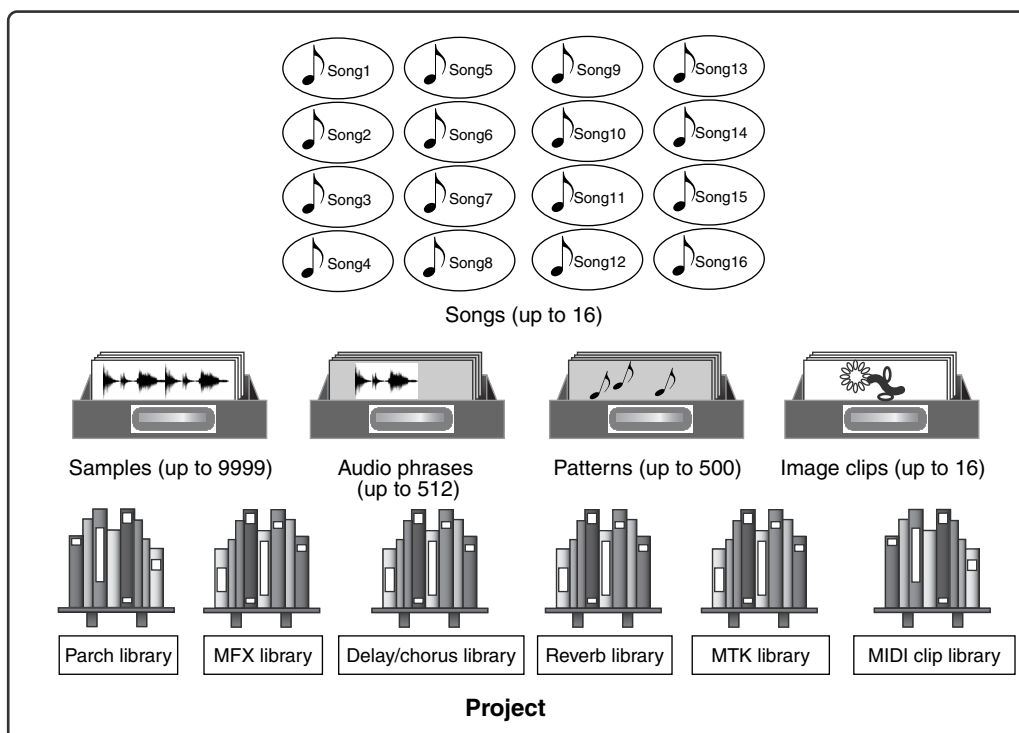 Song1 Song5 Song9 Song13
Song2 Song6 Song10 Song14
Song3 Song7 Song11 Song15
Song4 Song8 Song12 Song16
Songs (up to 16)
Samples (up to 9999)
Audio phrases
(up to 512)
Patterns (up to 500)
Image clips (up to 16)
Parch library
MFX library
Delay/chorus library
Reverb library
MTK library
MIDI clip library
Project